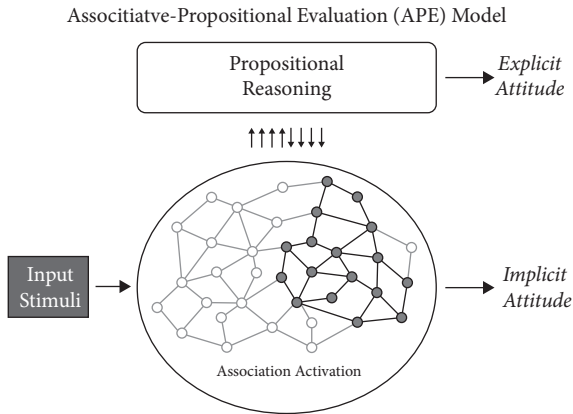 Associtiatve-Propositional Evaluation (APE) Model
Propositional
Reasoning
Explicit
Attitude
Input
Stimuli
Implicit
Attitude
Association Activation